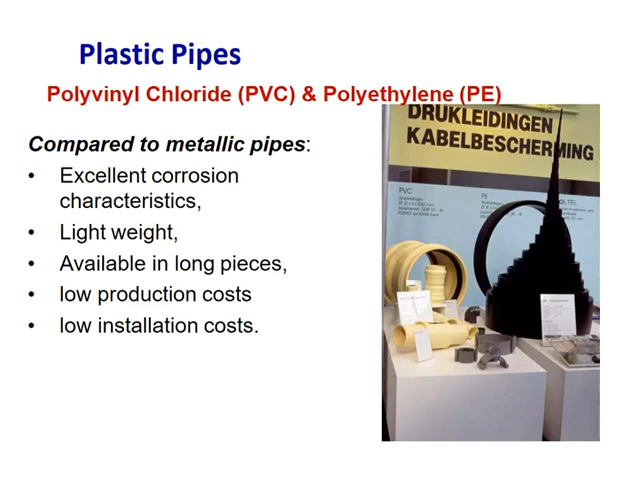 Plastic Pipes
Polyvinyl Chloride (PVC) & Polyethylene (PE)
Compared to metallic pipes:
• Excellent corrosion
characteristics,
• Light weight,
• Available in long pieces,
• low production costs
• low installation costs.
DRUKLEIDINGEN
KABELBESCHERMING
PVC
PE